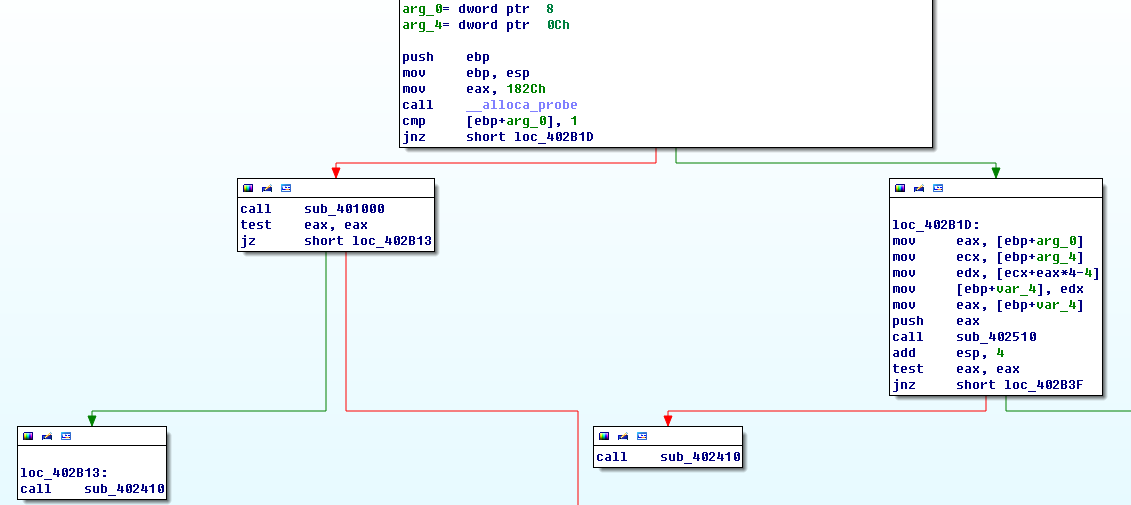 arg_0= dword ptr  8
arg_4= dword ptr  0Ch
push    ebp
mov     ebp, esp
mov     eax, 182Ch
call    __alloca_probe
cmp     [ebp+arg_0], 1
jnz     short loc_402B1D
call    sub_401000
test    eax, eax
jz      short loc_402B13
loc_402B1D:
mov     eax, [ebp+arg_0]
mov     ecx, [ebp+arg_4]
mov     edx, [ecx+eax*4-4]
mov     [ebp+var_4], edx
mov     eax, [ebp+var_4]
push    eax
call    sub_402510
add     esp, 4
test    eax, eax
jnz     short loc_402B3F
loc_402B13:
call    sub_402410
call    sub_402410